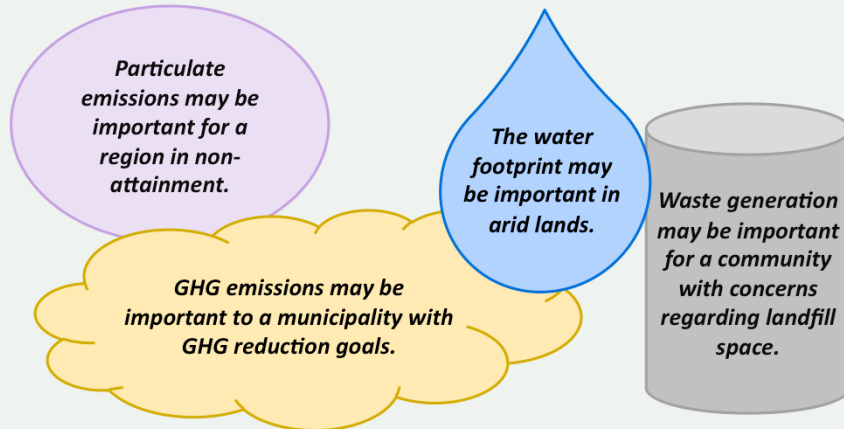 Particulate
emissions may be
important for a
region in non-
attainment.
The water
footprint may
be important in
arid lands.
Waste generation
may be important
for a community
with concerns
regarding landfill
space.
GHG emissions may be
important to a municipality with
GHG reduction goals.